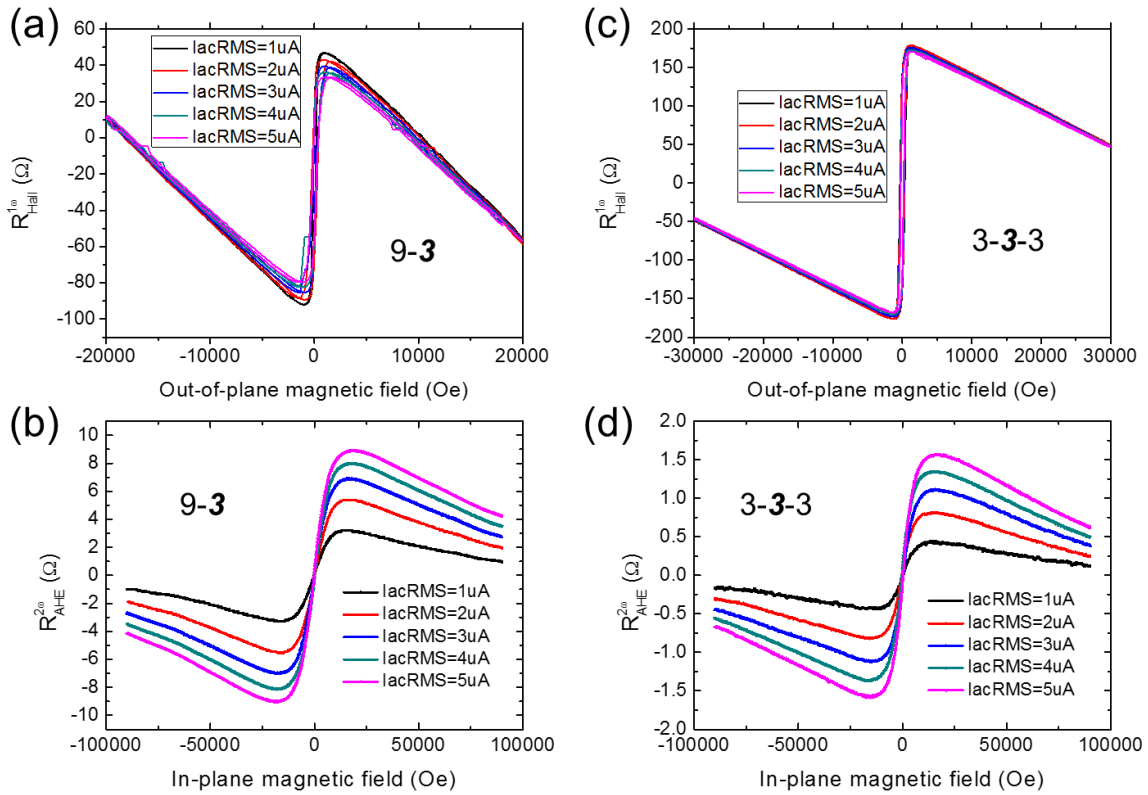 (a)
60
40
20
0
-20
-40
-60
-80
-100
R^{1ω}_{Hall} (Ω)
IacRMS=1uA
IacRMS=2uA
IacRMS=3uA
IacRMS=4uA
IacRMS=5uA
9-3
-20000 -10000 0 10000 20000
Out-of-plane magnetic field (Oe)
(c)
200
150
100
50
0
-50
-100
-150
-200
R^{1ω}_{Hall} (Ω)
IacRMS=1uA
IacRMS=2uA
IacRMS=3uA
IacRMS=4uA
IacRMS=5uA
3-3-3
-30000 -20000 -10000 0 10000 20000 30000
Out-of-plane magnetic field (Oe)
(b)
10
8
6
4
2
0
-2
-4
-6
-8
-10
R^{2ω}_{AHE} (Ω)
9-3
IacRMS=1uA
IacRMS=2uA
IacRMS=3uA
IacRMS=4uA
IacRMS=5uA
-100000 -50000 0 50000 100000
In-plane magnetic field (Oe)
(d)
2.0
1.5
1.0
0.5
0.0
-0.5
-1.0
-1.5
-2.0
R^{2ω}_{AHE} (Ω)
3-3-3
IacRMS=1uA
IacRMS=2uA
IacRMS=3uA
IacRMS=4uA
IacRMS=5uA
-100000 -50000 0 50000 100000
In-plane magnetic field (Oe)